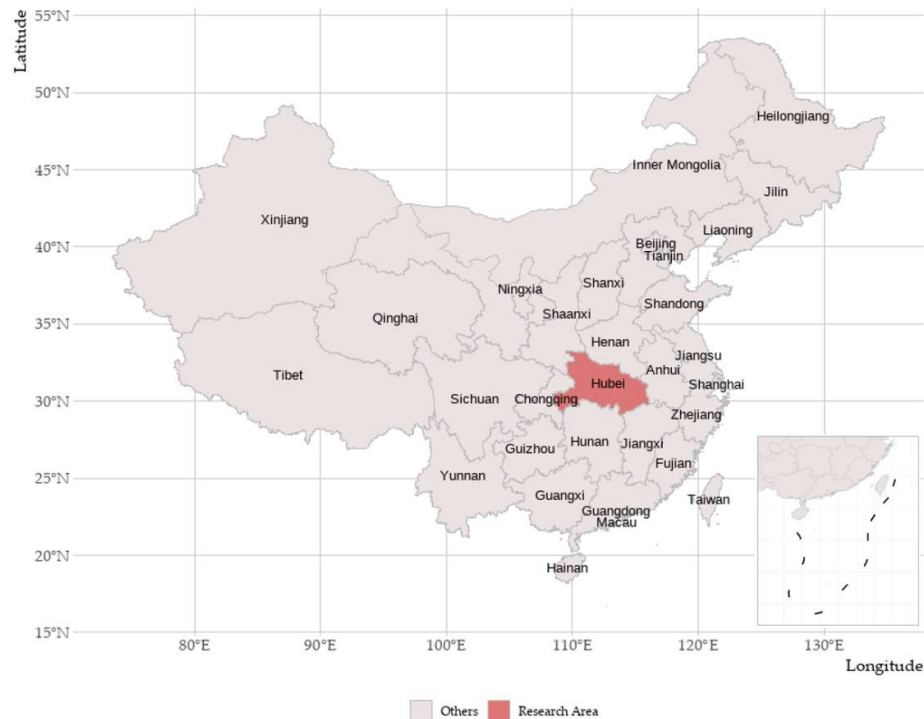 Latitude
55°N
50°N
45°N
40°N
35°N
30°N
25°N
20°N
15°N
Heilongjiang
Inner Mongolia
Jilin
Xinjiang
Liaoning
Beijing
Tianjin
Ningxia
Shanxi
Shandong
Qinghai
Shaanxi
Henan
Jiangsu
Tibet
Anhui
Hubei
Shanghai
Sichuan
Chongqing
Zhejiang
Guizhou
Hunan
Jiangxi
Yunnan
Fujian
Guangxi
Taiwan
Guangdong
Macau
Hainan
80°E 90°E 100°E 110°E 120°E 130°E
Longitude
Others Research Area